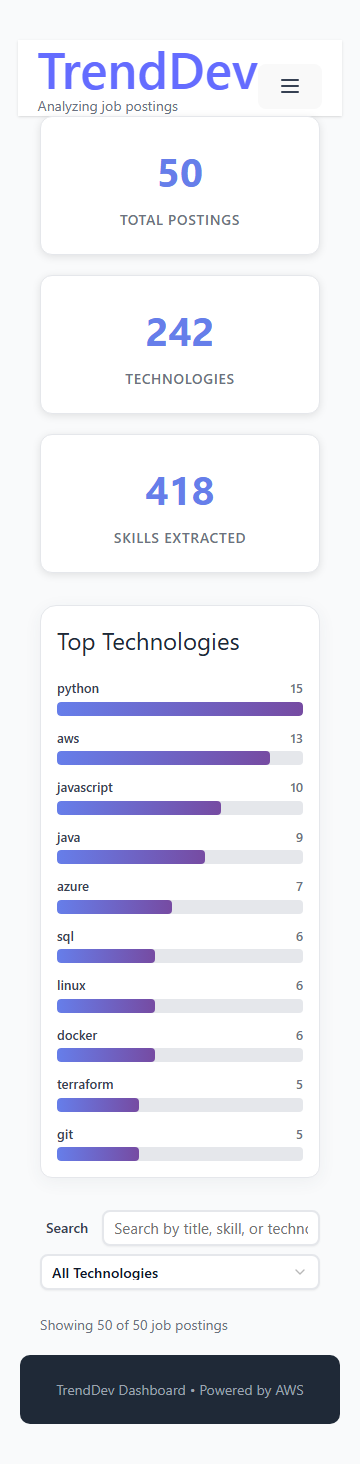 TrendDev
Analyzing job postings
50
TOTAL POSTINGS
242
TECHNOLOGIES
418
SKILLS EXTRACTED
Top Technologies
python 15
aws 13
javascript 10
java 9
azure 7
sql 6
linux 6
docker 6
terraform 5
git 5
Search Search by title, skill, or techno
All Technologies
Showing 50 of 50 job postings
TrendDev Dashboard • Powered by AWS